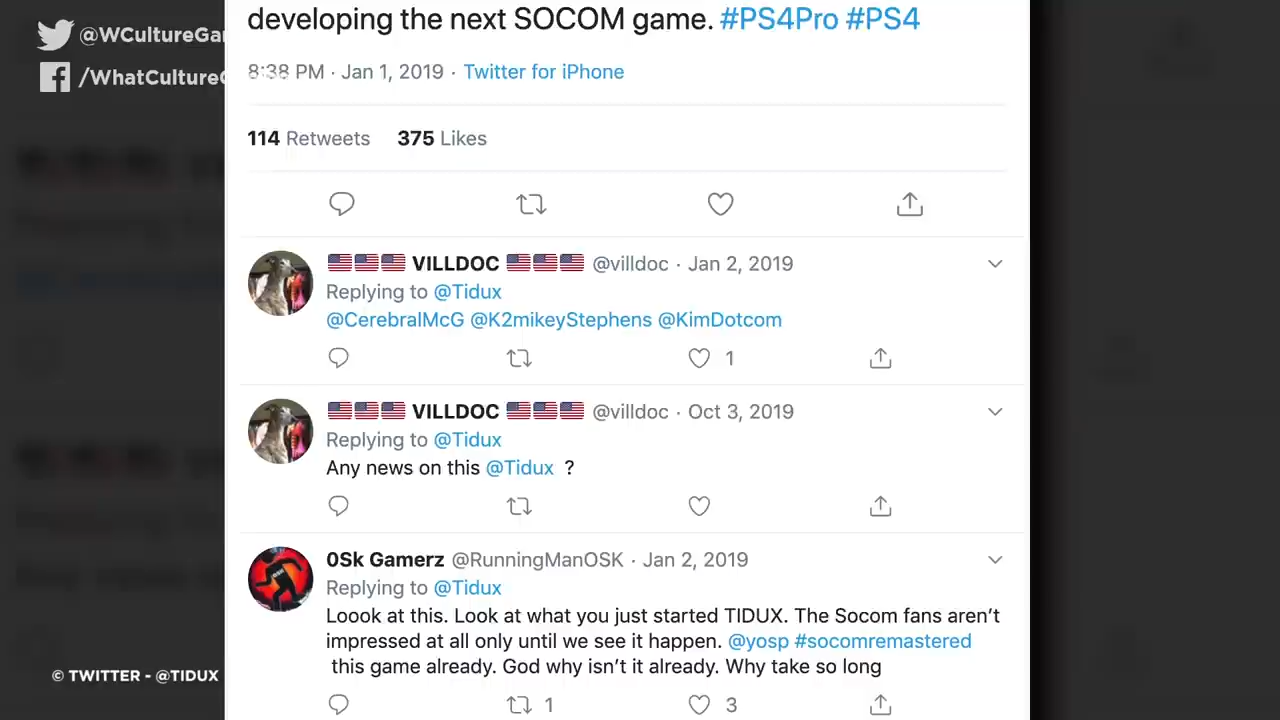 developing the next SOCOM game. #PS4Pro #PS4
@WCultureGa
/WhatCulture
8:38 PM · Jan 1, 2019 · Twitter for iPhone
114 Retweets 375 Likes
VILLDOC @villdoc · Jan 2, 2019
Replying to @Tidux
@CerebralMcG @K2mikeyStephens @KimDotcom
1
VILLDOC @villdoc · Oct 3, 2019
Replying to @Tidux
Any news on this @Tidux ?
0Sk Gamerz @RunningManOSK · Jan 2, 2019
Replying to @Tidux
Loook at this. Look at what you just started TIDUX. The Socom fans aren’t
impressed at all only until we see it happen. @yosp #socomremastered
this game already. God why isn’t it already. Why take so long
1 3
© TWITTER - @TIDUX